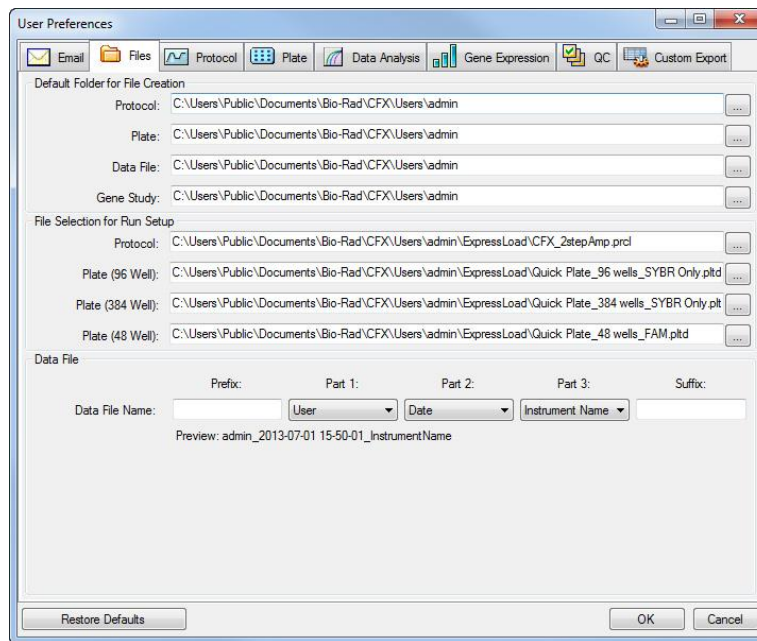 User Preferences
Email Files Protocol Plate Data Analysis Gene Expression QC Custom Export
Default Folder for File Creation
Protocol: C:\Users\Public\Documents\Bio-Rad\CFX\Users\admin ...
Plate: C:\Users\Public\Documents\Bio-Rad\CFX\Users\admin ...
Data File: C:\Users\Public\Documents\Bio-Rad\CFX\Users\admin ...
Gene Study: C:\Users\Public\Documents\Bio-Rad\CFX\Users\admin ...
File Selection for Run Setup
Protocol: C:\Users\Public\Documents\Bio-Rad\CFX\Users\admin\ExpressLoad\CFX_2stepAmp.prcl ...
Plate (96 Well): C:\Users\Public\Documents\Bio-Rad\CFX\Users\admin\ExpressLoad\Quick Plate_96 wells_SYBR Only.pltd ...
Plate (384 Well): C:\Users\Public\Documents\Bio-Rad\CFX\Users\admin\ExpressLoad\Quick Plate_384 wells_SYBR Only.plt ...
Plate (48 Well): C:\Users\Public\Documents\Bio-Rad\CFX\Users\admin\ExpressLoad\Quick Plate_48 wells_FAM.pltd ...
Data File
Prefix: Part 1: Part 2: Part 3: Suffix:
Data File Name: User Date Instrument Name
Preview: admin_2013-07-01 15-50-01_InstrumentName
Restore Defaults OK Cancel